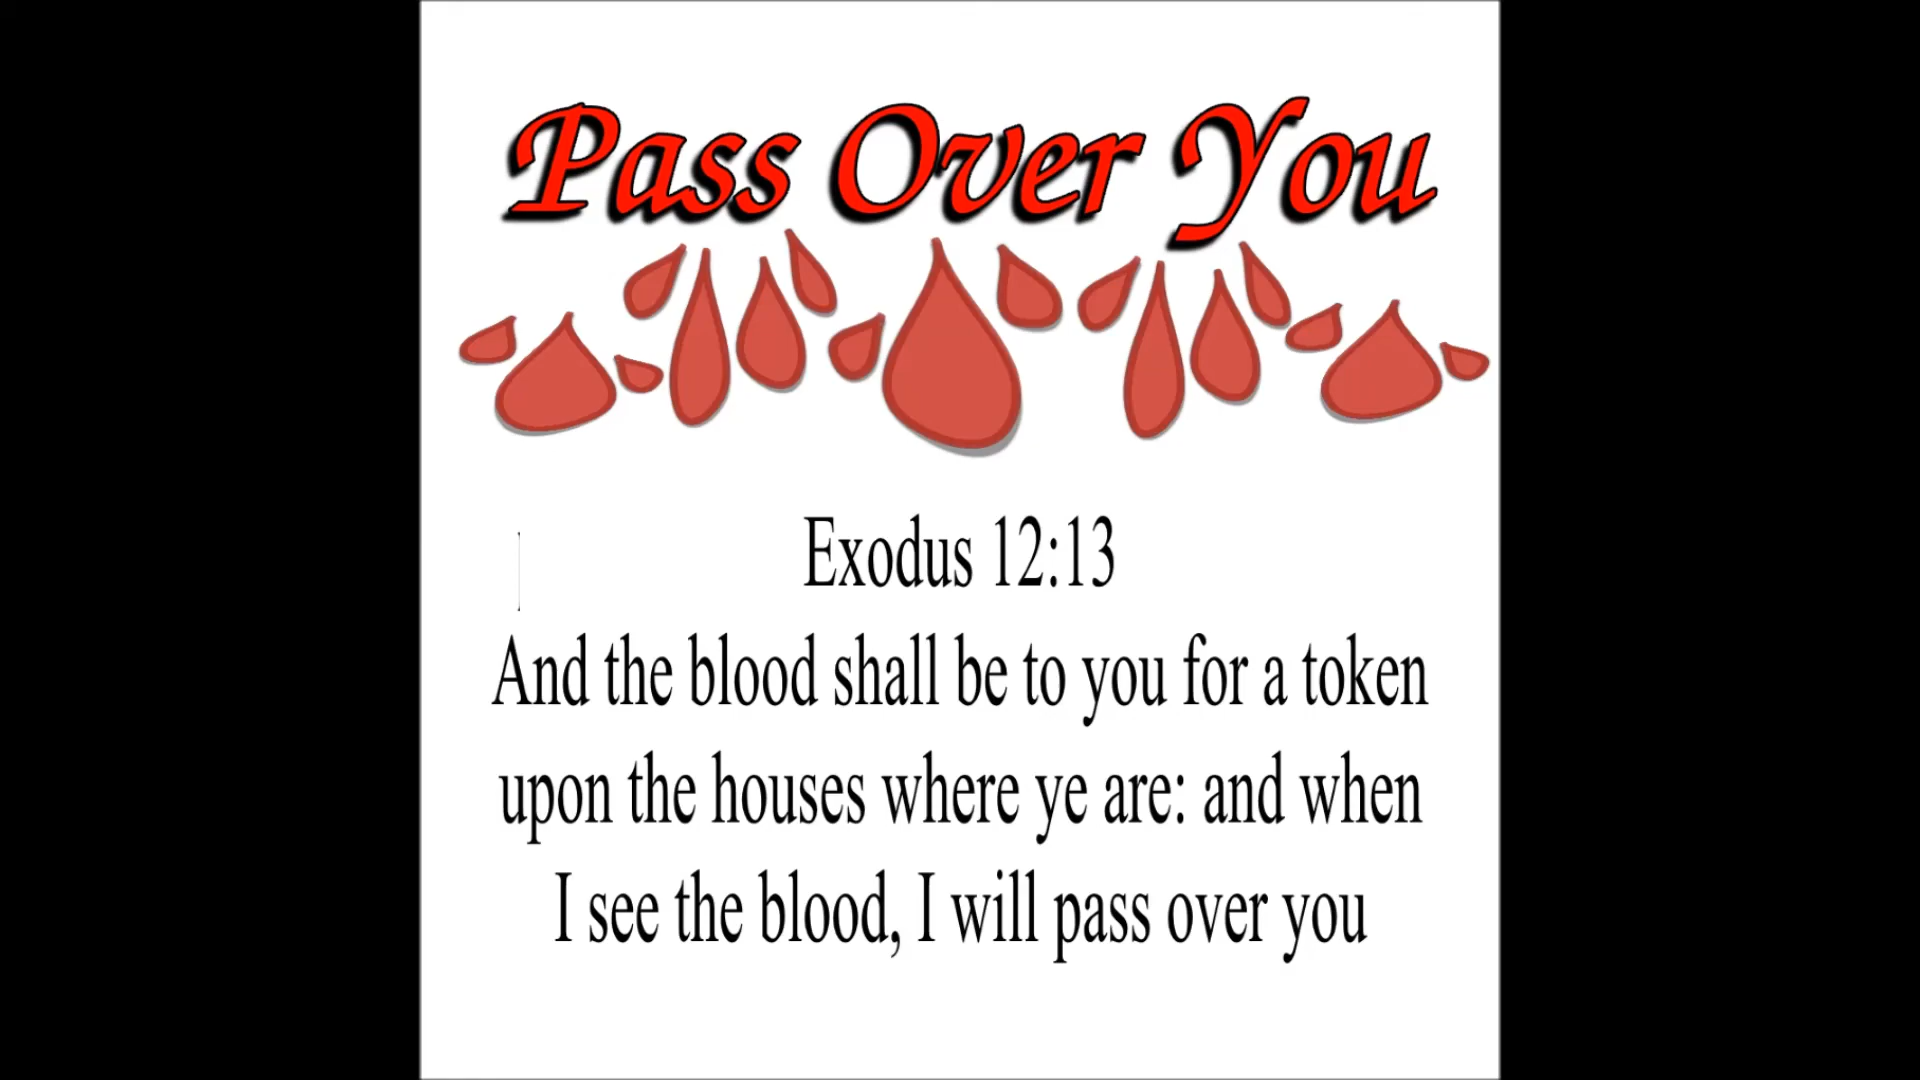 Pass Over You
Exodus 12:13
And the blood shall be to you for a token
upon the houses where ye are: and when
I see the blood, I will pass over you